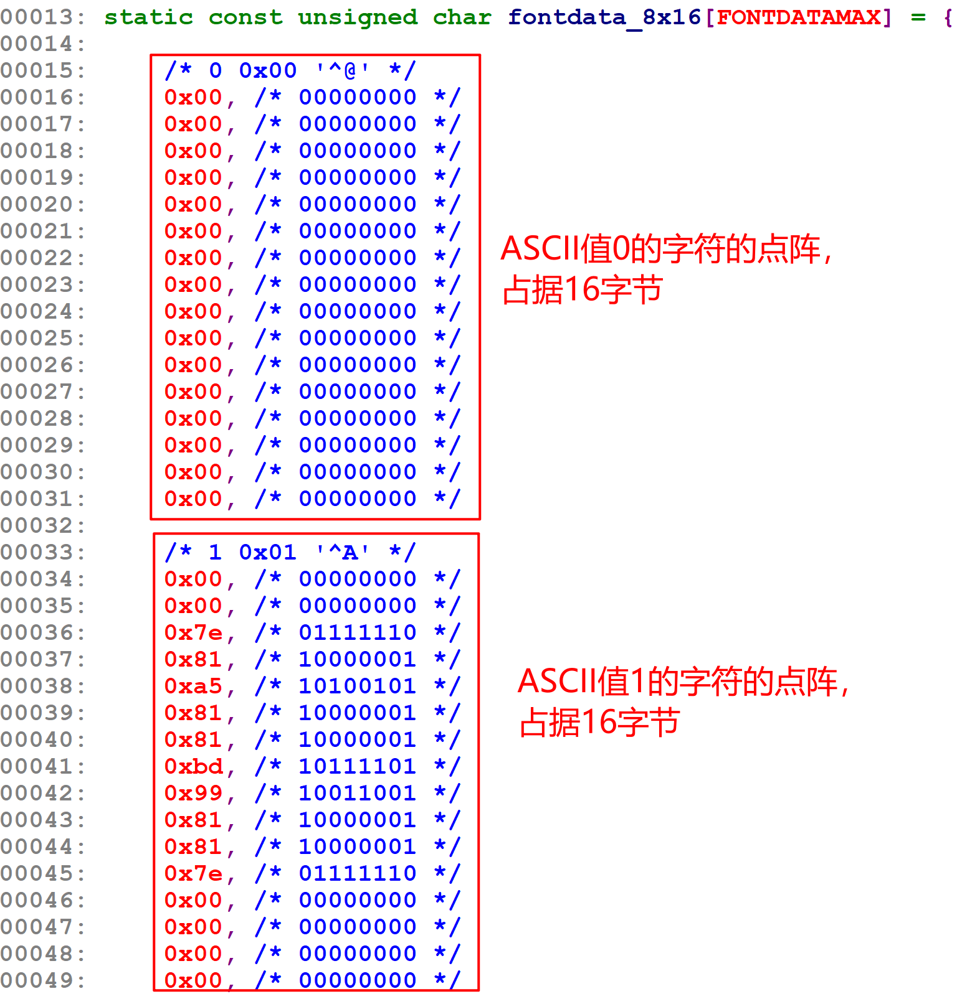 00013: static const unsigned char fontdata_8x16[FONTDATAMAX] = {
00014:
00015: /* 0 0x00 '^@' */
00016: 0x00, /* 00000000 */
00017: 0x00, /* 00000000 */
00018: 0x00, /* 00000000 */
00019: 0x00, /* 00000000 */
00020: 0x00, /* 00000000 */
00021: 0x00, /* 00000000 */
00022: 0x00, /* 00000000 */
00023: 0x00, /* 00000000 */
00024: 0x00, /* 00000000 */
00025: 0x00, /* 00000000 */
00026: 0x00, /* 00000000 */
00027: 0x00, /* 00000000 */
00028: 0x00, /* 00000000 */
00029: 0x00, /* 00000000 */
00030: 0x00, /* 00000000 */
00031: 0x00, /* 00000000 */
ASCII值0的字符的点阵，
占据16字节
00032:
00033: /* 1 0x01 '^A' */
00034: 0x00, /* 00000000 */
00035: 0x00, /* 00000000 */
00036: 0x7e, /* 01111110 */
00037: 0x81, /* 10000001 */
00038: 0xa5, /* 10100101 */
00039: 0x81, /* 10000001 */
00040: 0x81, /* 10000001 */
00041: 0xbd, /* 10111101 */
00042: 0x99, /* 10011001 */
00043: 0x81, /* 10000001 */
00044: 0x81, /* 10000001 */
00045: 0x7e, /* 01111110 */
00046: 0x00, /* 00000000 */
00047: 0x00, /* 00000000 */
00048: 0x00, /* 00000000 */
00049: 0x00, /* 00000000 */
ASCII值1的字符的点阵，
占据16字节